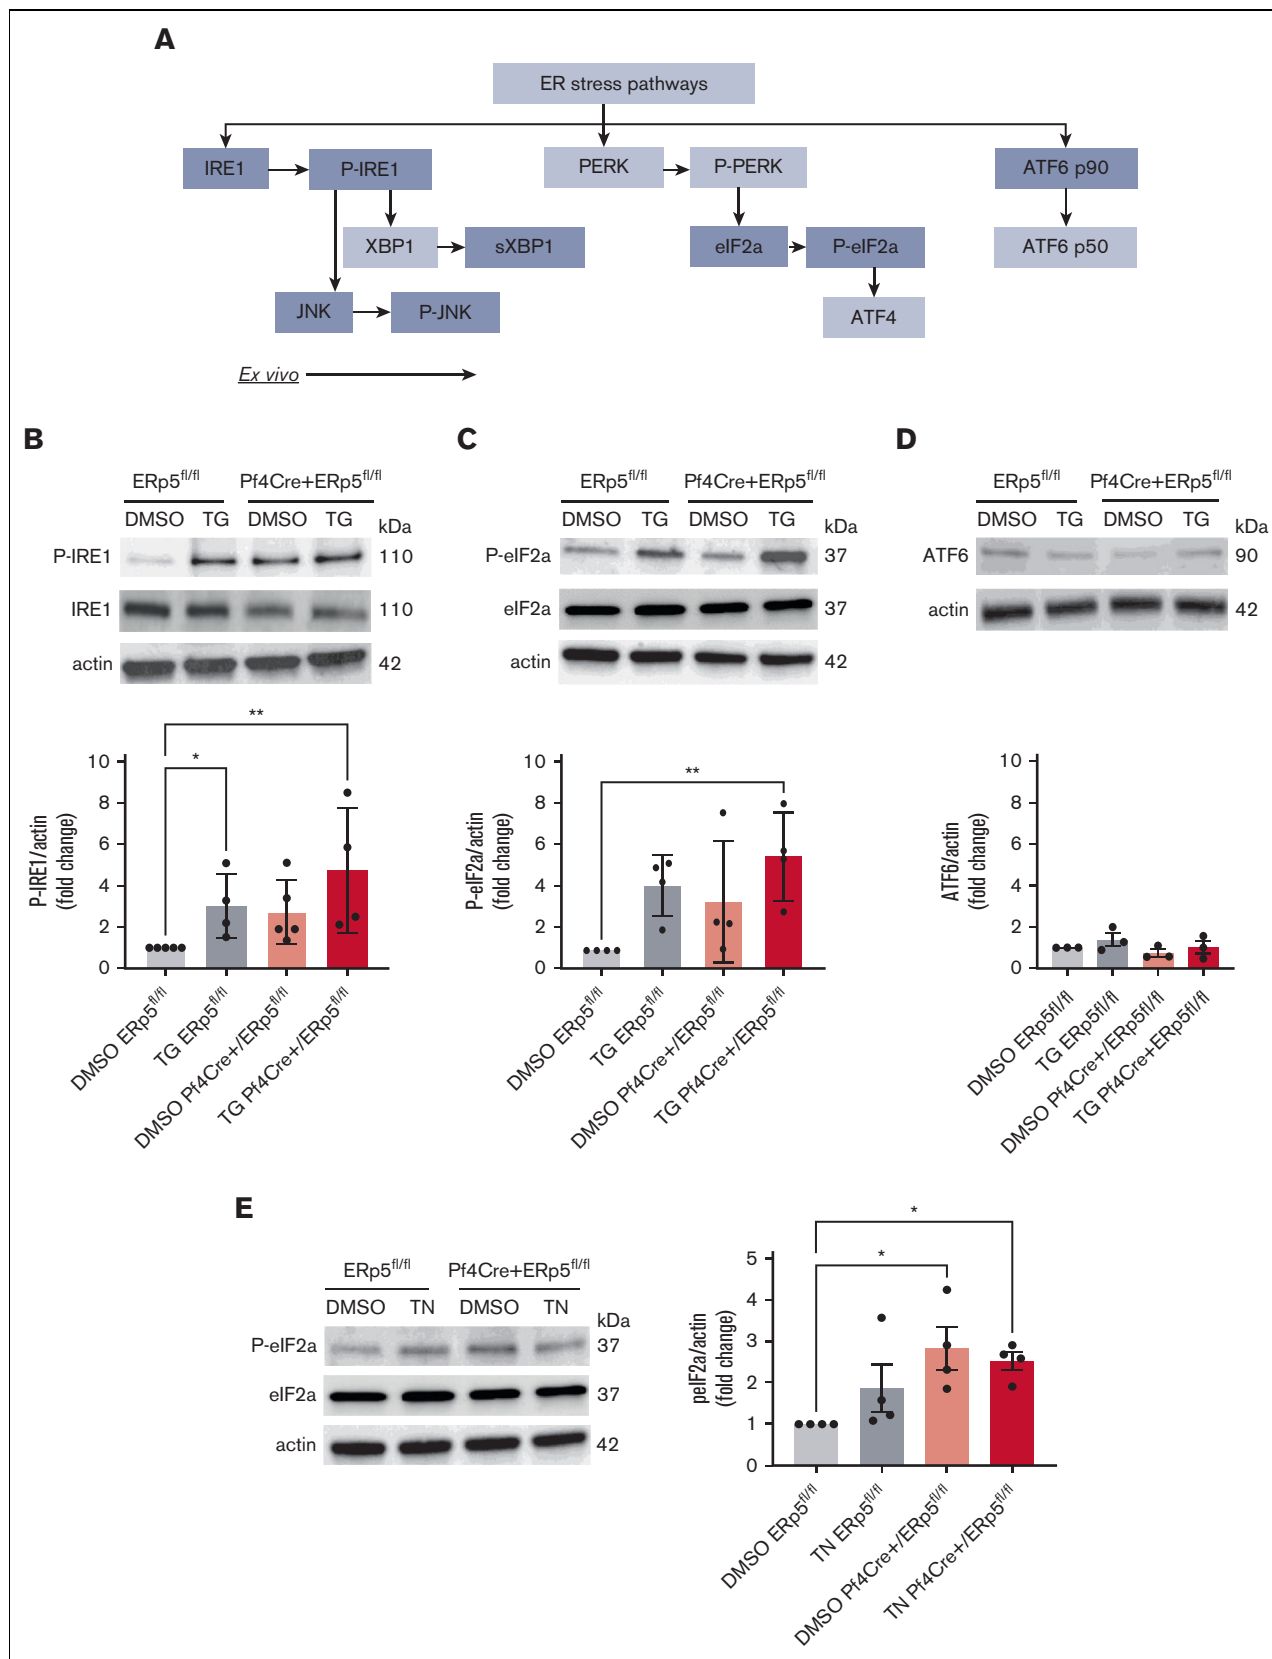 A
ER stress pathways
IRE1 P-IRE1 PERK P-PERK ATF6 p90
XBP1 sXBP1 eIF2a P-eIF2a ATF6 p50
JNK P-JNK ATF4
Ex vivo
B
ERp5fl/fl Pf4Cre+ERp5fl/fl
DMSO TG DMSO TG kDa
P-IRE1 110
IRE1 110
actin 42
**
*
P-IRE1/actin
(fold change)
10
8
6
4
2
0
DMSO ERp5fl/fl
TG ERp5fl/fl
DMSO Pf4Cre+/ERp5fl/fl
TG Pf4Cre+/ERp5fl/fl
C
ERp5fl/fl Pf4Cre+ERp5fl/fl
DMSO TG DMSO TG kDa
P-eIF2a 37
eIF2a 37
actin 42
**
P-eIF2a/actin
(fold change)
10
8
6
4
2
0
DMSO ERp5fl/fl
TG ERp5fl/fl
DMSO Pf4Cre+/ERp5fl/fl
TG Pf4Cre+/ERp5fl/fl
D
ERp5fl/fl Pf4Cre+ERp5fl/fl
DMSO TG DMSO TG kDa
ATF6 90
actin 42
ATF6/actin
(fold change)
10
8
6
4
2
0
DMSO ERp5fl/fl
TG ERp5fl/fl
DMSO Pf4Cre+/ERp5fl/fl
TG Pf4Cre+ERp5fl/fl
E
ERp5fl/fl Pf4Cre+ERp5fl/fl
DMSO TN DMSO TN kDa
P-eIF2a 37
eIF2a 37
actin 42
*
*
peIF2a/actin
(fold change)
5
4
3
2
1
0
DMSO ERp5fl/fl
TN ERp5fl/fl
DMSO Pf4Cre+/ERp5fl/fl
TN Pf4Cre+/ERp5fl/fl